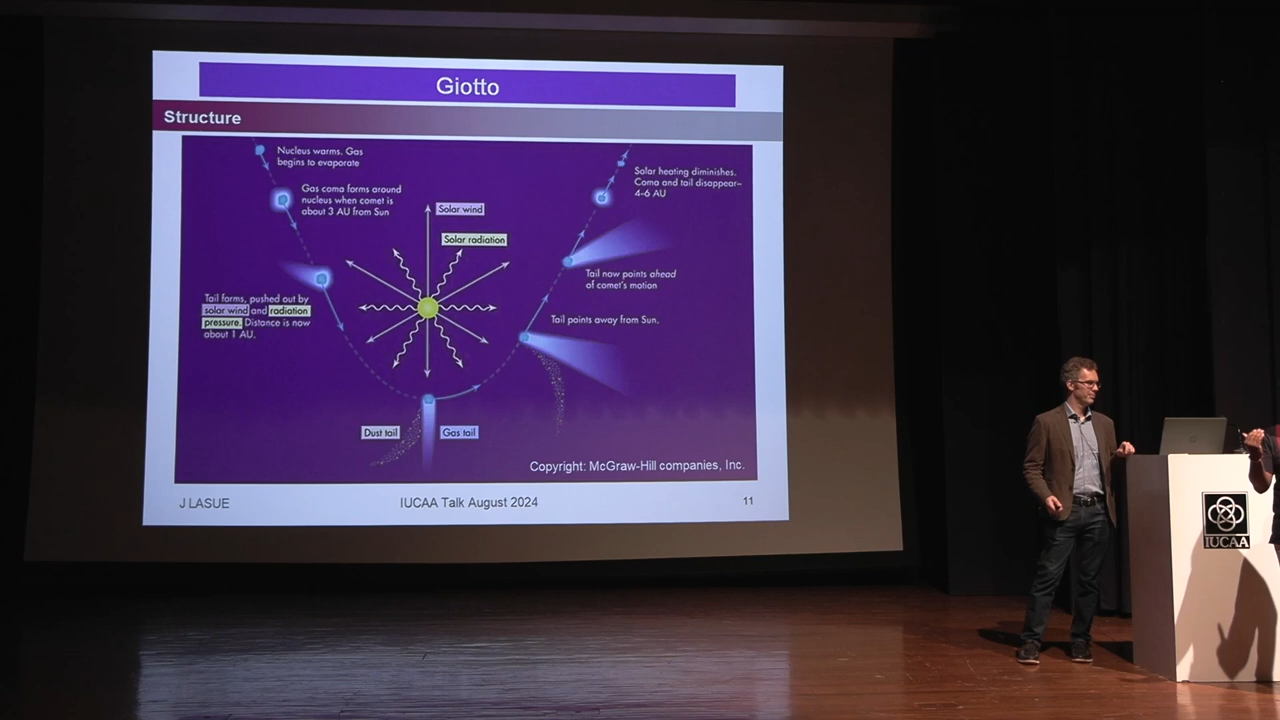 Giotto
Structure
Nucleus warms. Gas
begins to evaporate
Gas coma forms around
nucleus when comet is
about 3 AU from Sun
Solar wind
Solar radiation
Solar heating diminishes.
Coma and tail disappear–
4-6 AU
Tail now points ahead
of comet's motion
Tail forms, pushed out by
solar wind and radiation
pressure. Distance is now
about 1 AU.
Tail points away from Sun.
Dust tail
Gas tail
Copyright: McGraw-Hill companies, Inc.
J LASUE
IUCAA Talk August 2024
11
IUCAA